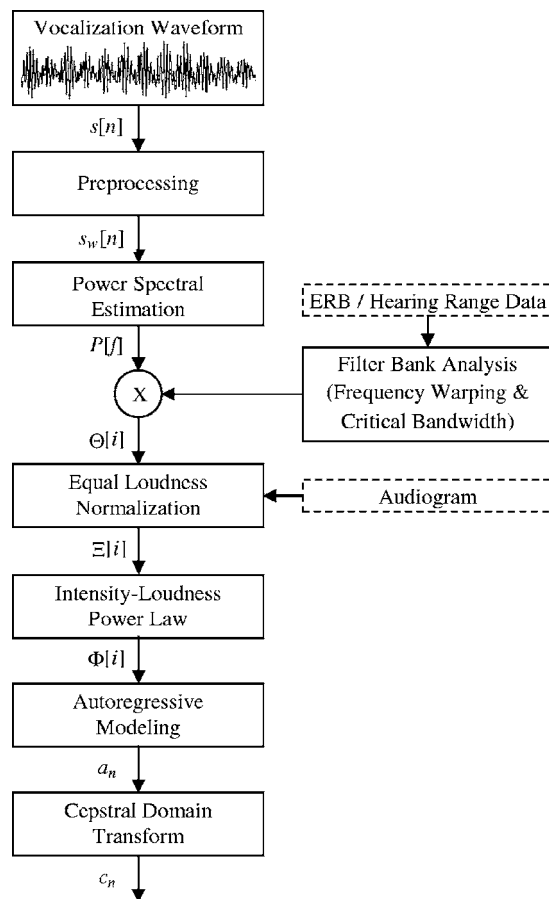 Vocalization Waveform
s[n]
Preprocessing
s_w[n]
Power Spectral
Estimation
ERB / Hearing Range Data
P[f]
Filter Bank Analysis
(Frequency Warping &
Critical Bandwidth)
X
Θ[i]
Equal Loudness
Normalization
Audiogram
Ξ[i]
Intensity-Loudness
Power Law
Φ[i]
Autoregressive
Modeling
a_n
Cepstral Domain
Transform
c_n